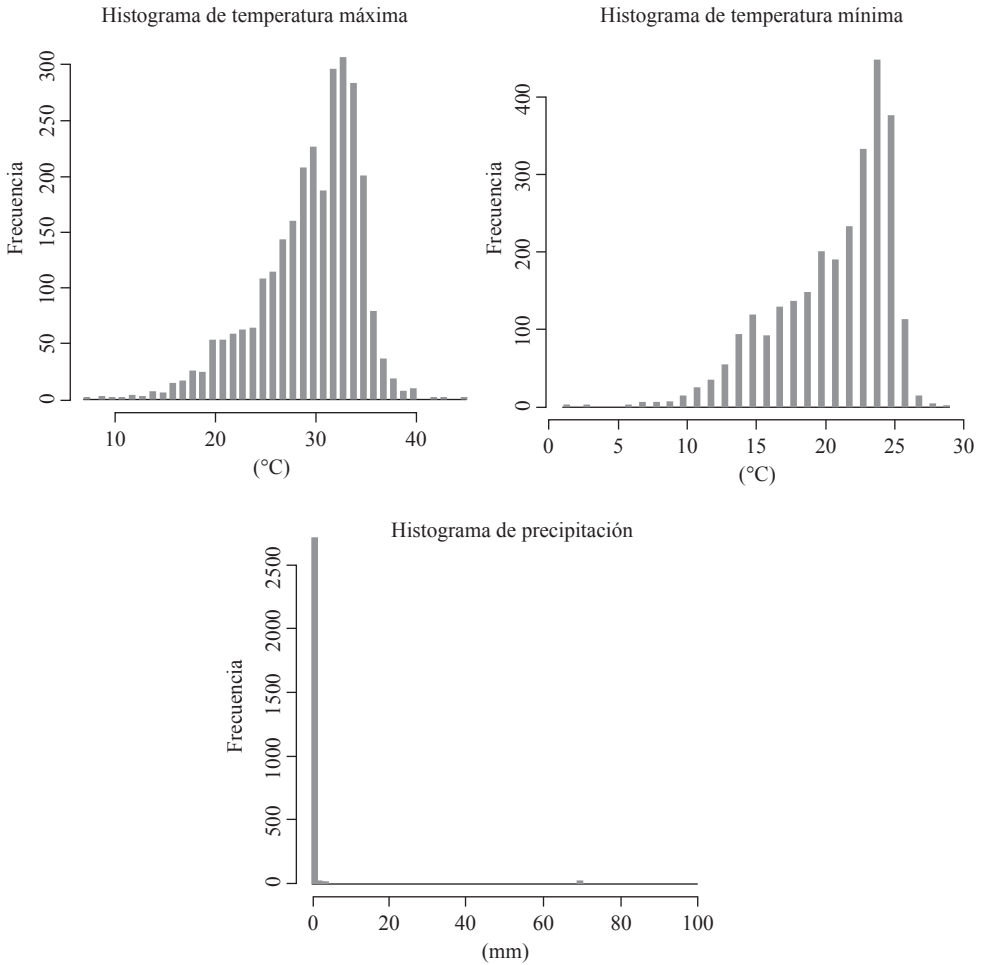 Histograma de temperatura máxima
Frecuencia
300
250
200
150
100
50
0
10 20 30 40
(°C)
Histograma de temperatura mínima
Frecuencia
400
300
200
100
0
0 5 10 15 20 25 30
(°C)
Histograma de precipitación
Frecuencia
2500
2000
1500
1000
500
0
0 20 40 60 80 100
(mm)